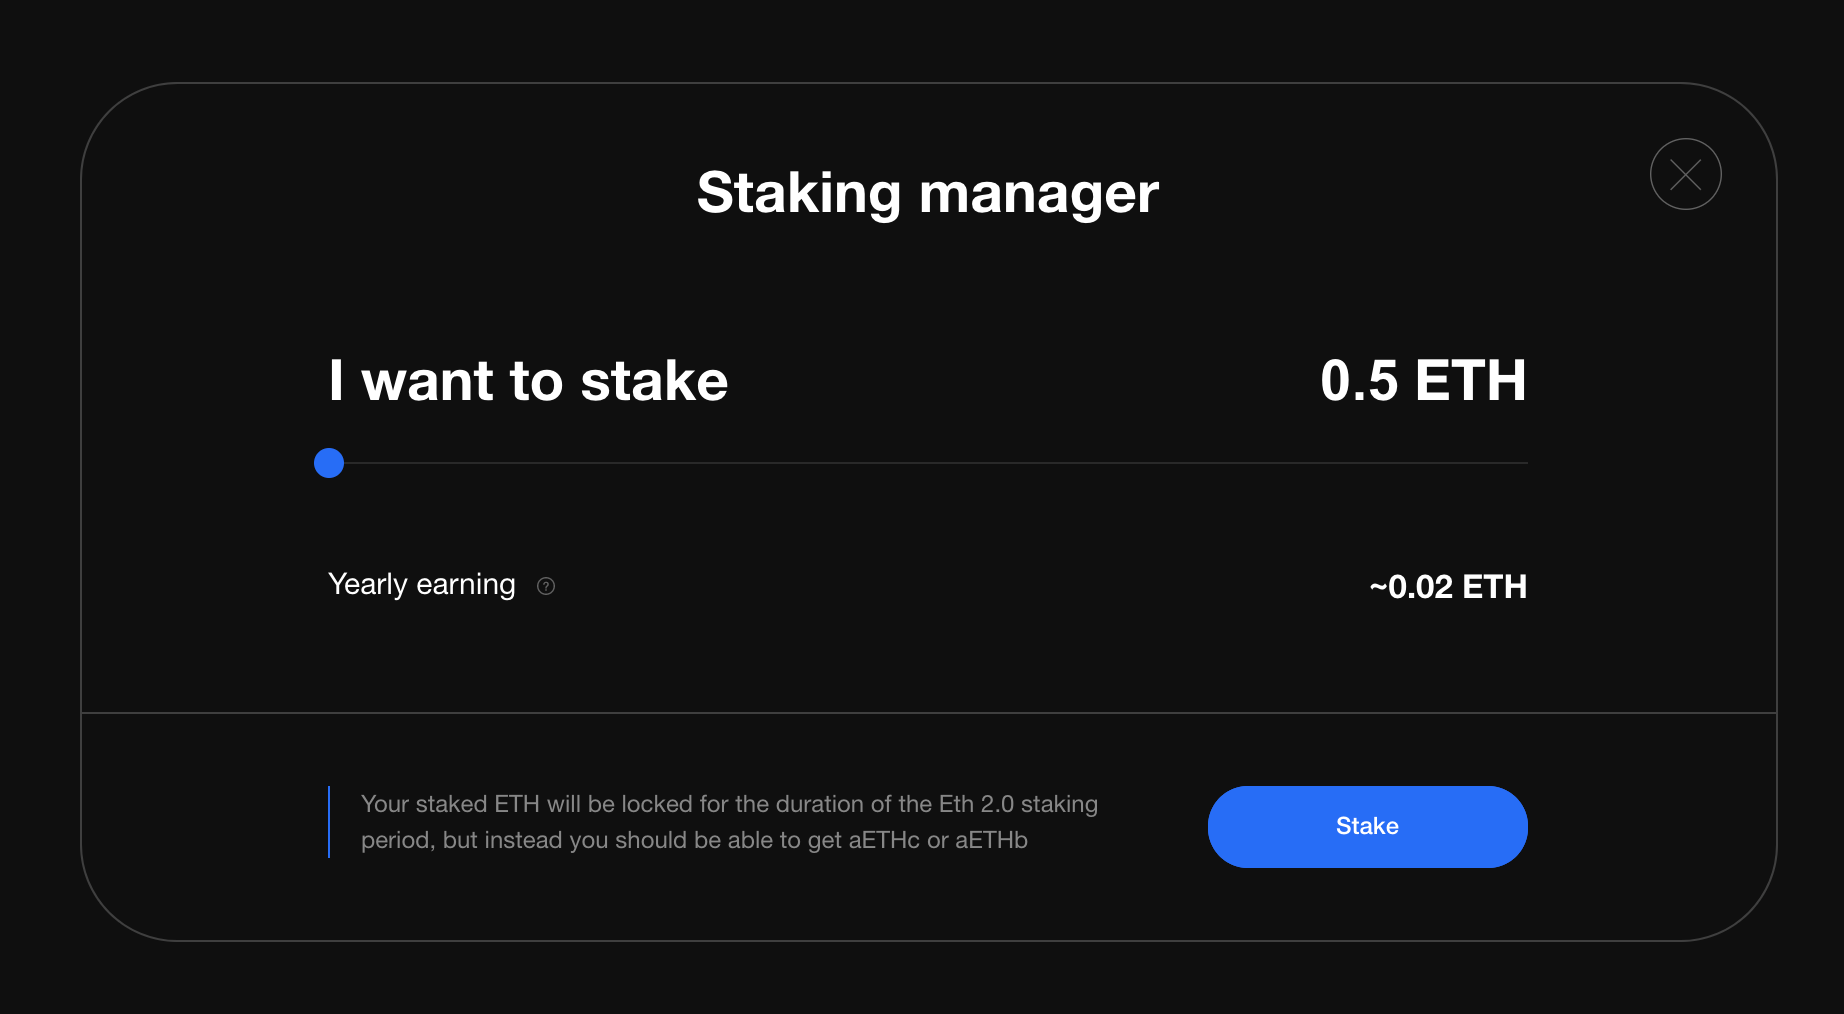 Staking manager
I want to stake
0.5 ETH
Yearly earning ?
~0.02 ETH
Your staked ETH will be locked for the duration of the Eth 2.0 staking
period, but instead you should be able to get aETHc or aETHb
Stake